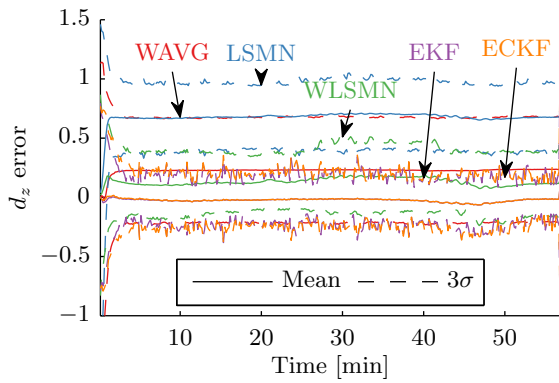 1.5
1
0.5
0
−0.5
−1
d_z error
WAVG
LSMN
EKF
ECKF
WLSMN
Mean
3σ
10
20
30
40
50
Time [min]